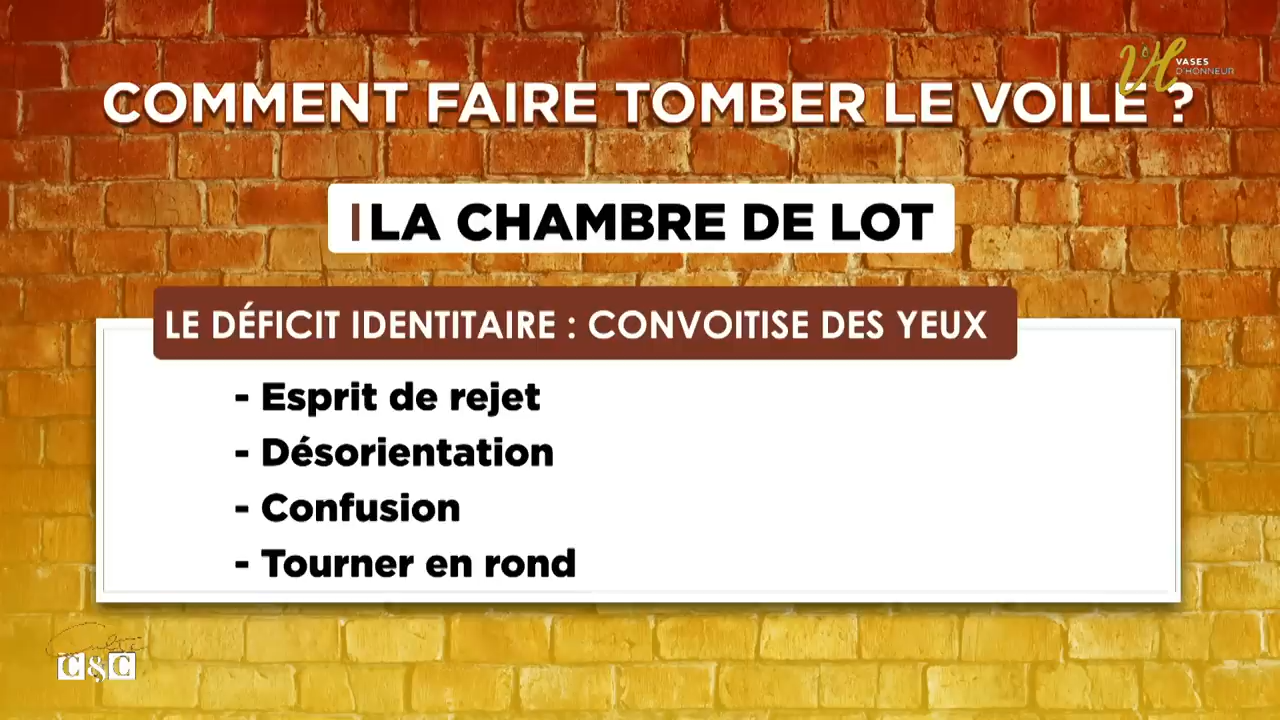 VH VASES
D'HONNEUR
COMMENT FAIRE TOMBER LE VOILE ?
LA CHAMBRE DE LOT
LE DÉFICIT IDENTITAIRE : CONVOITISE DES YEUX
- Esprit de rejet
- Désorientation
- Confusion
- Tourner en rond
C&C